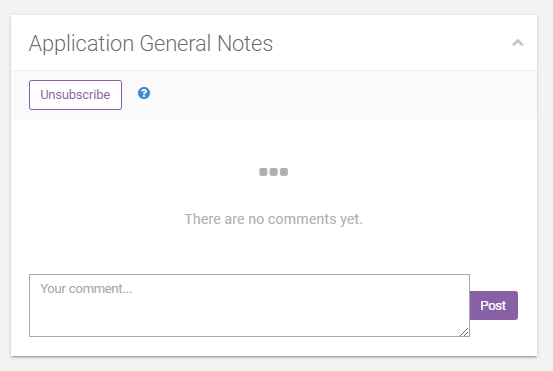 Application General Notes
Unsubscribe ?
There are no comments yet.
Your comment...
Post